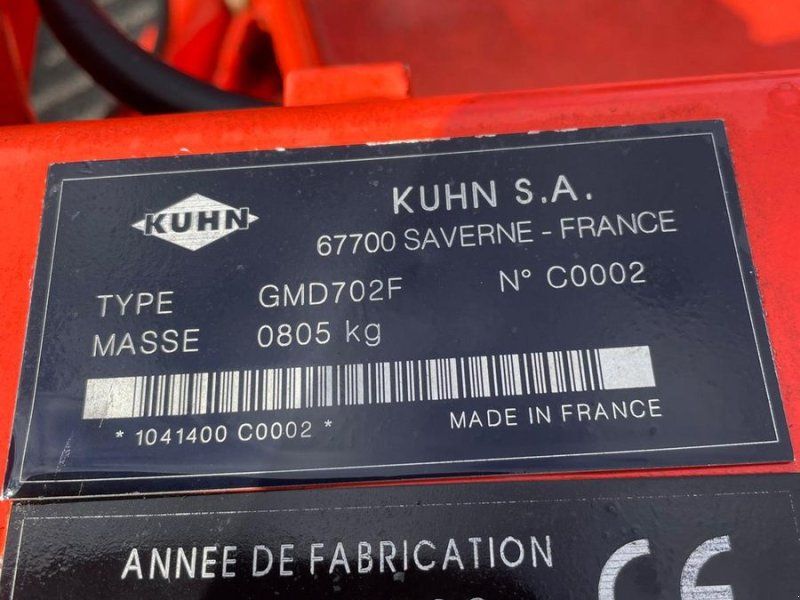 KUHN
KUHN S.A.
67700 SAVERNE - FRANCE
TYPE GMD702F N° C0002
MASSE 0805 kg
* 1041400 C0002 *
MADE IN FRANCE
ANNEE DE FABRICATION
CE